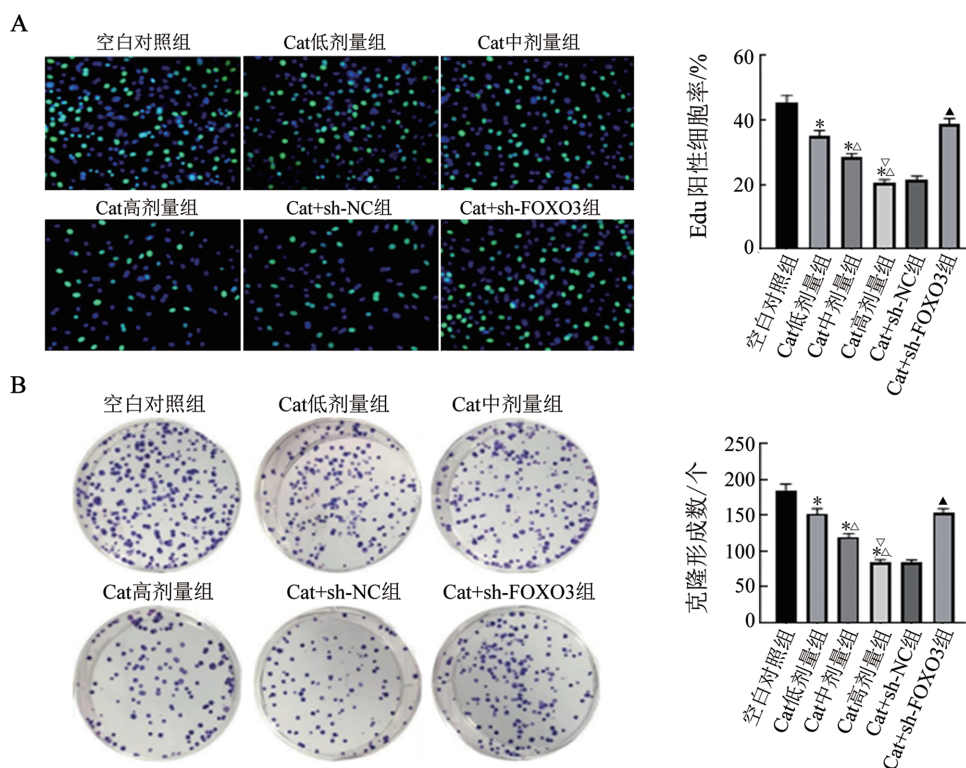 A
空白对照组 Cat低剂量组 Cat中剂量组
Cat高剂量组 Cat+sh-NC组 Cat+sh-FOXO3组
Edu阳性细胞率/%
60
40
20
0
* *△ ▽ *△ ▲
空白对照组
Cat低剂量组
Cat中剂量组
Cat高剂量组
Cat+sh-NC组
Cat+sh-FOXO3组
B
空白对照组 Cat低剂量组 Cat中剂量组
Cat高剂量组 Cat+sh-NC组 Cat+sh-FOXO3组
克隆形成数/个
250
200
150
100
50
0
* *△ ▽ *△ ▲
空白对照组
Cat低剂量组
Cat中剂量组
Cat高剂量组
Cat+sh-NC组
Cat+sh-FOXO3组